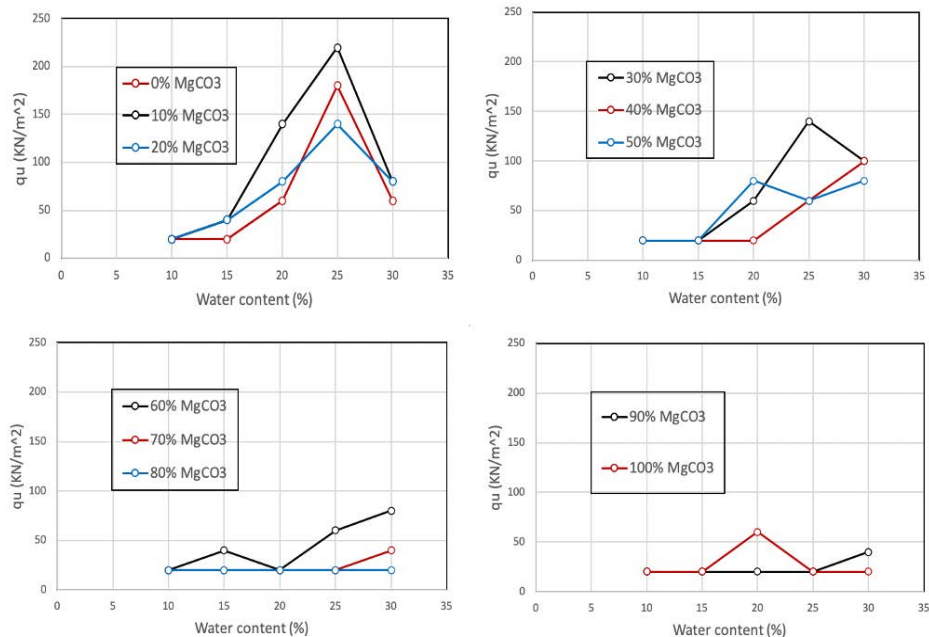 250
200
150
100
50
0
qu (KN/m^2)
0% MgCO3
10% MgCO3
20% MgCO3
0 5 10 15 20 25 30 35
Water content (%)
250
200
150
100
50
0
qu (KN/m^2)
30% MgCO3
40% MgCO3
50% MgCO3
0 5 10 15 20 25 30 35
Water content (%)
250
200
150
100
50
0
qu (KN/m^2)
60% MgCO3
70% MgCO3
80% MgCO3
0 5 10 15 20 25 30 35
Water content (%)
250
200
150
100
50
0
qu (KN/m^2)
90% MgCO3
100% MgCO3
0 5 10 15 20 25 30 35
Water content (%)